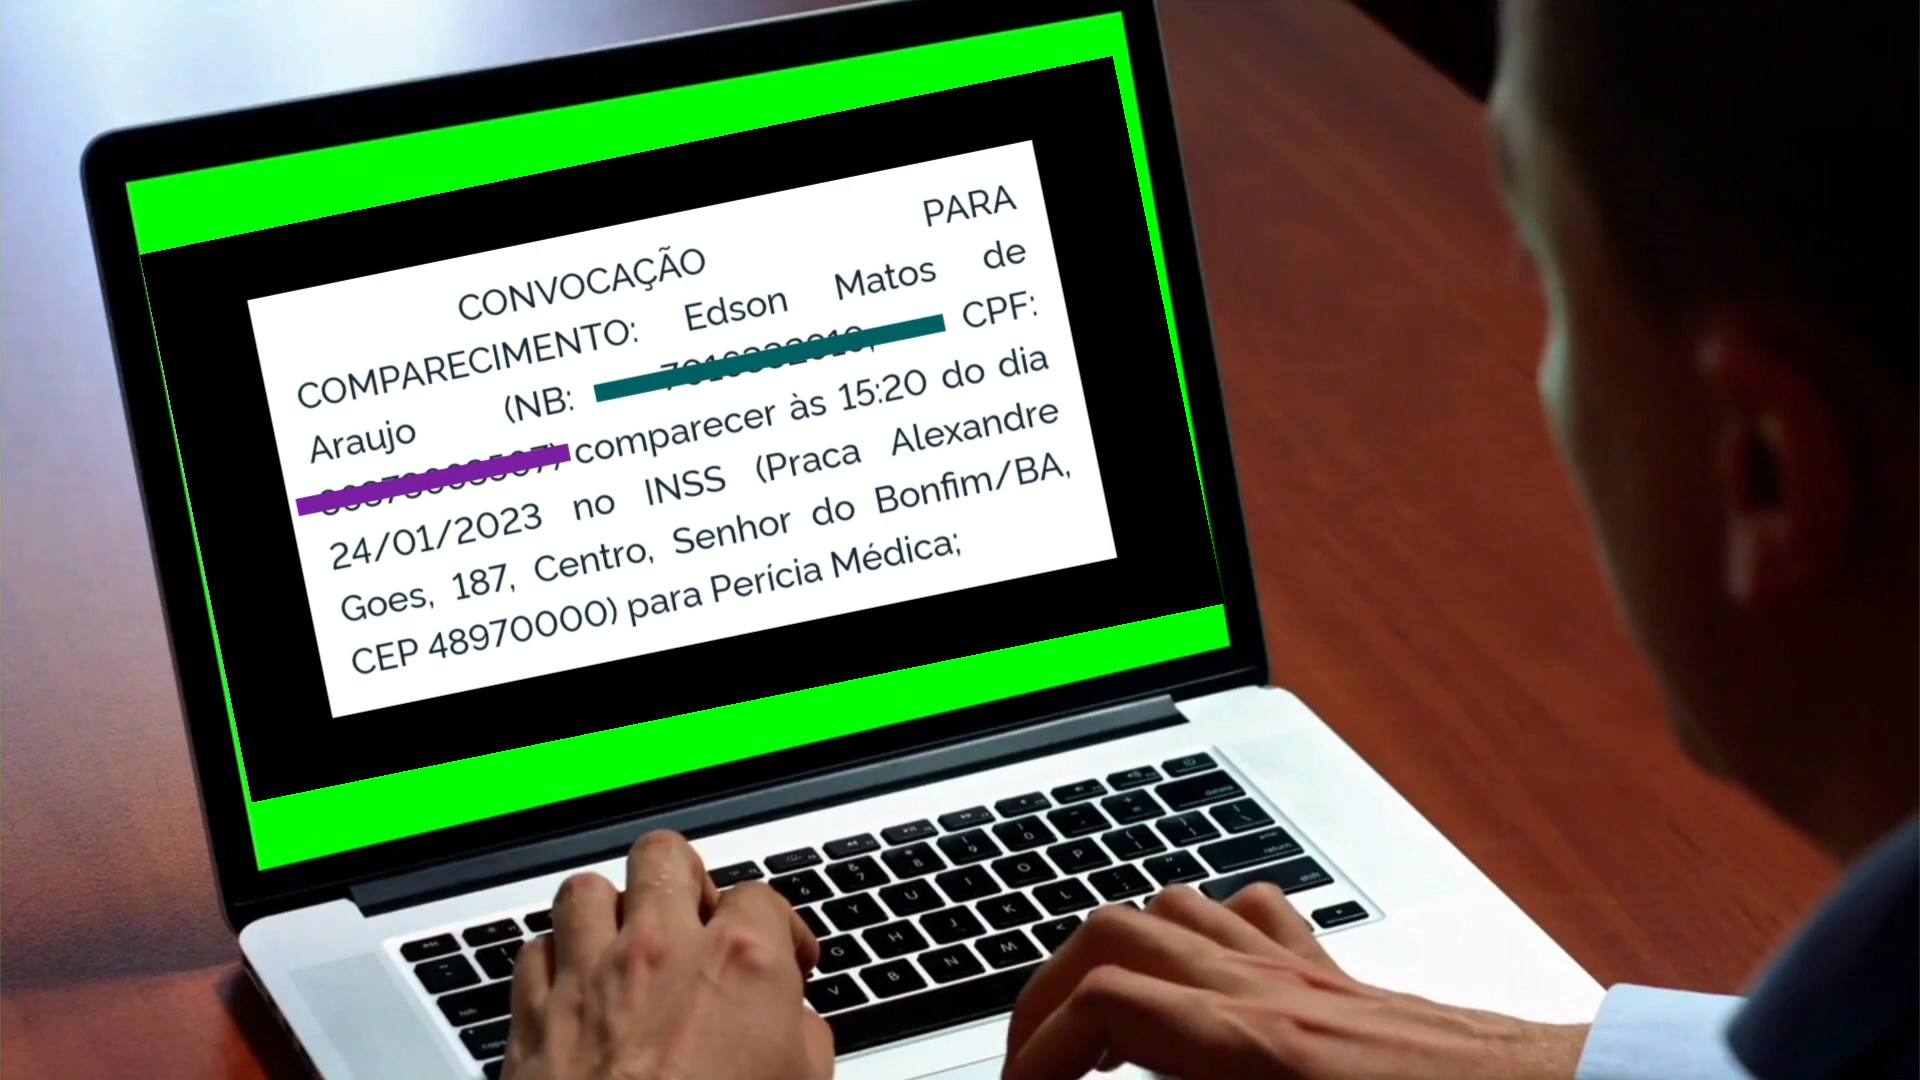 CONVOCAÇÃO PARA
COMPARECIMENTO: Edson Matos de
Araujo (NB: CPF:
comparecer às 15:20 do dia
24/01/2023 no INSS (Praca Alexandre
Goes, 187, Centro, Senhor do Bonfim/BA,
CEP 48970000) para Perícia Médica;